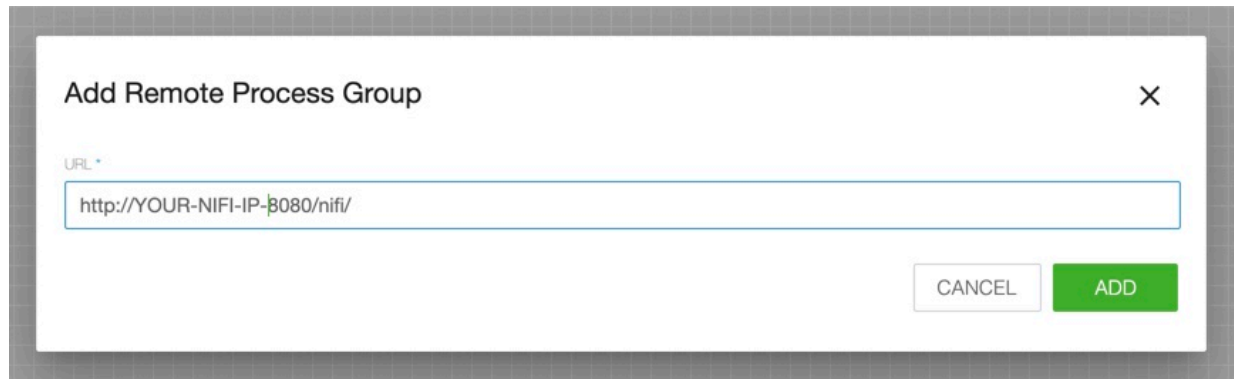 Add Remote Process Group
URL *
http://YOUR-NIFI-IP-8080/nifi/
CANCEL
ADD